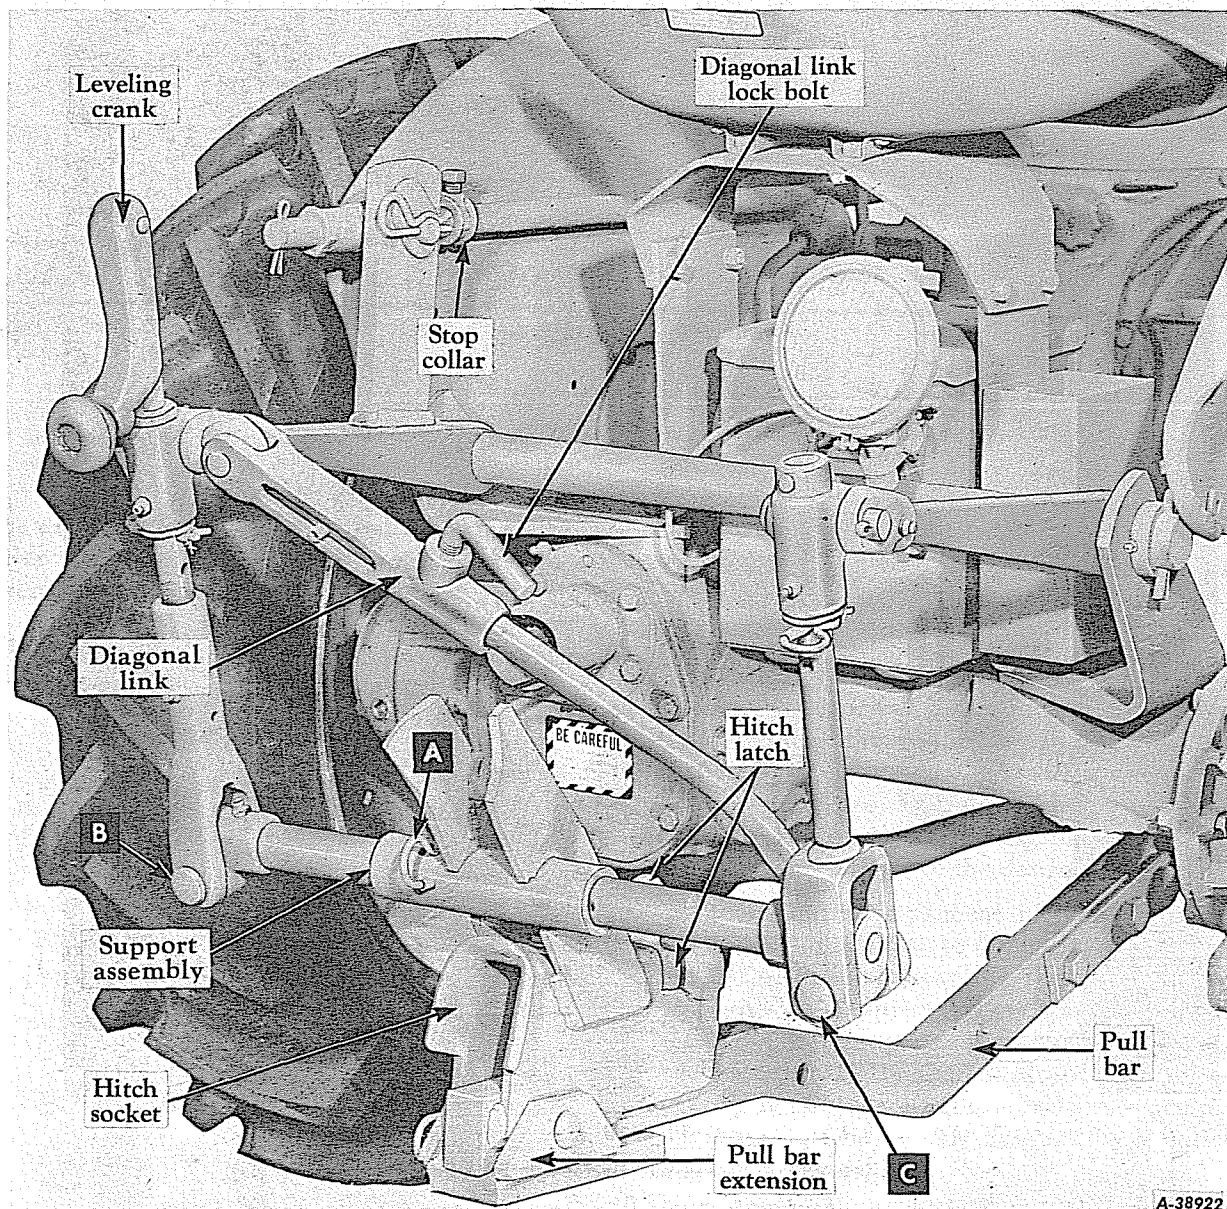 Leveling
crank
Diagonal link
lock bolt
Stop
collar
Diagonal
link
BE CAREFUL
Hitch
latch
A
B
Support
assembly
Hitch
socket
Pull
bar
Pull bar
extension
C
A-38922